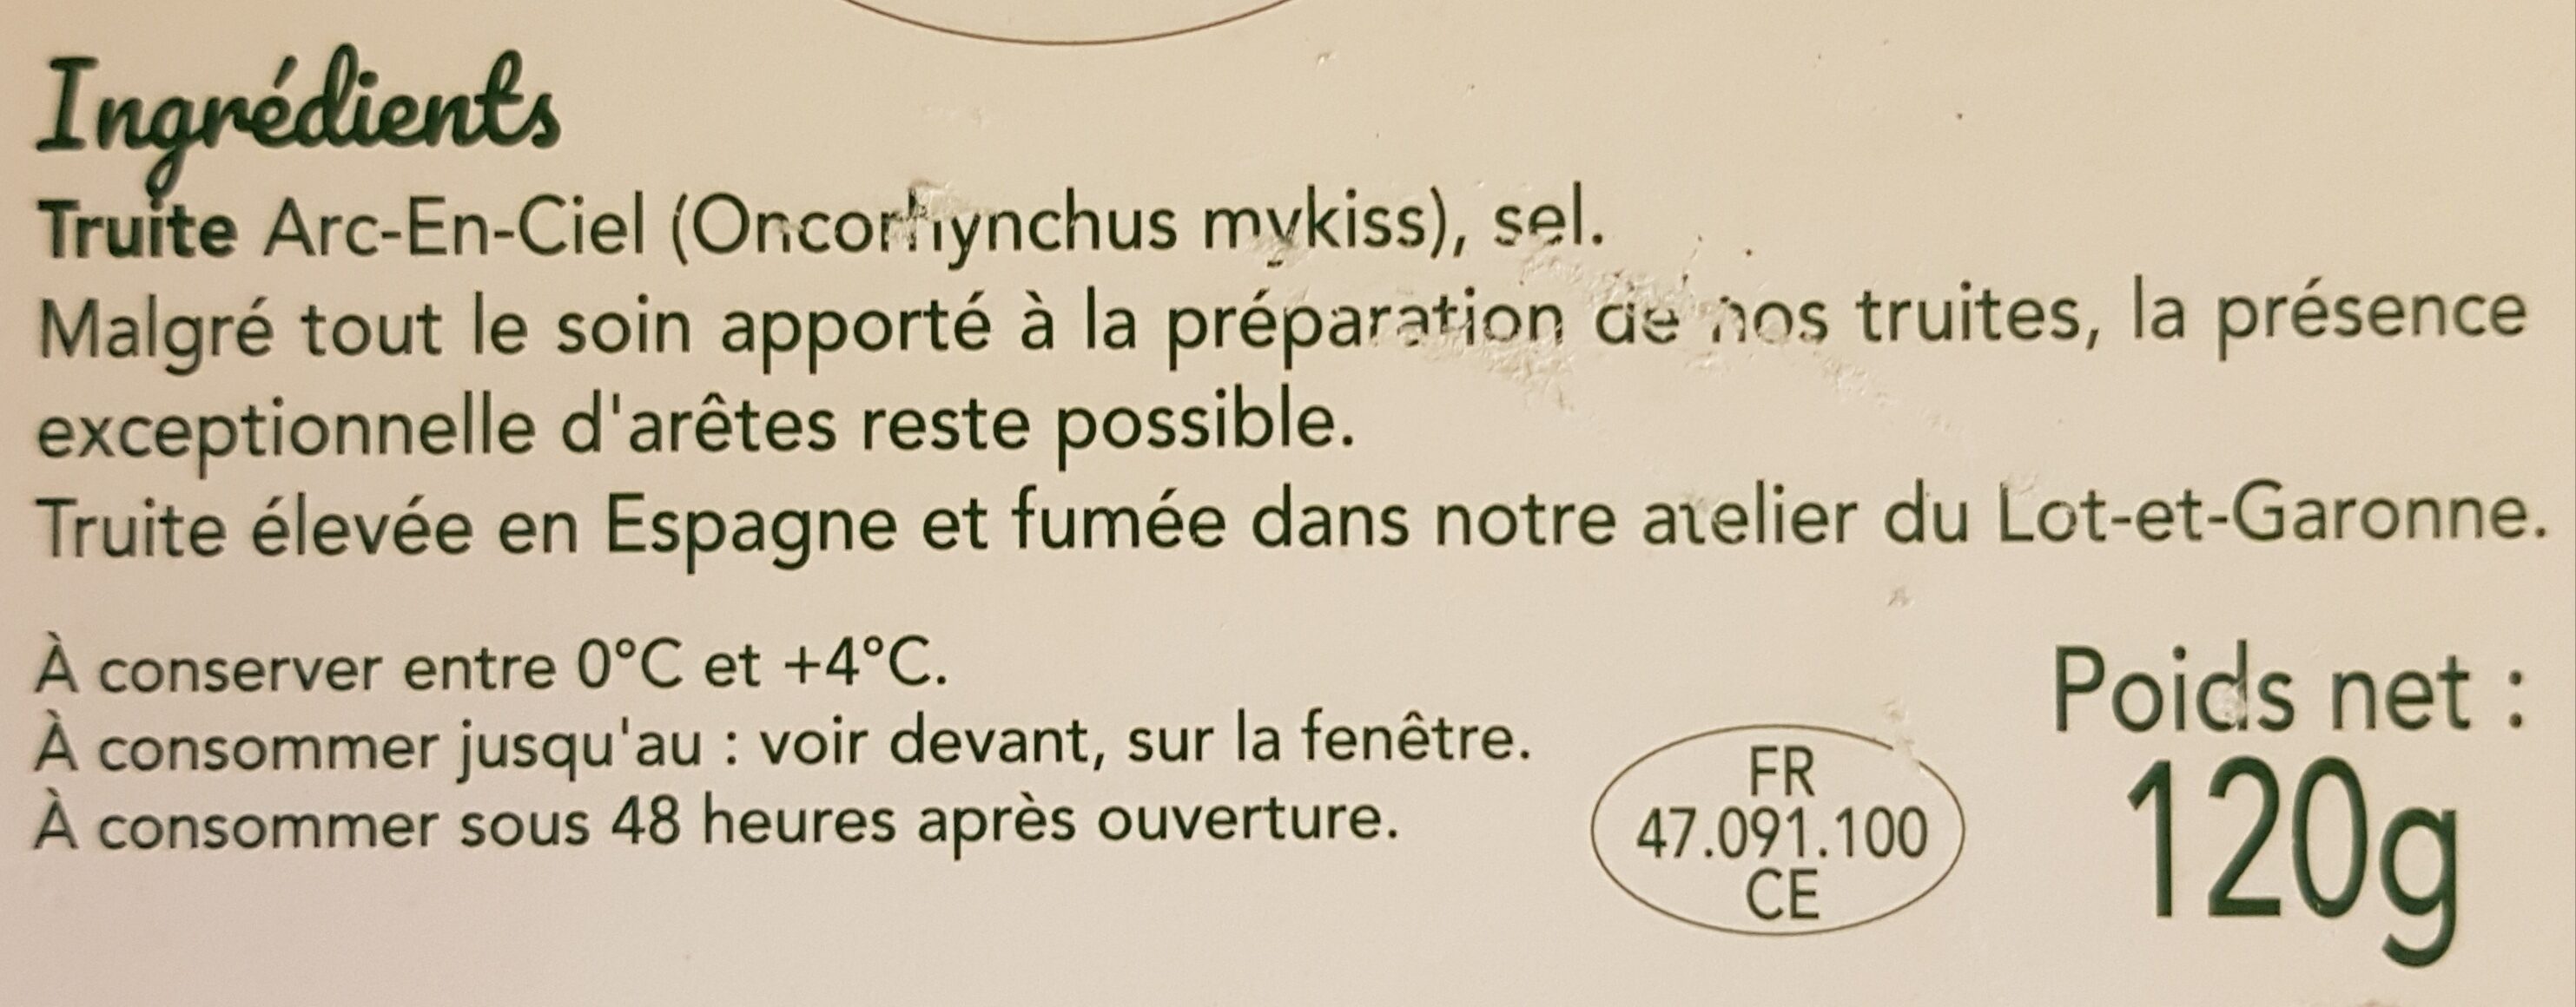 Ingrédients
Truite Arc-En-Ciel (Oncorhynchus mykiss), sel.
Malgré tout le soin apporté à la préparation de nos truites, la présence
exceptionnelle d'arêtes reste possible.
Truite élevée en Espagne et fumée dans notre atelier du Lot-et-Garonne.
À conserver entre 0°C et +4°C.
À consommer jusqu'au : voir devant, sur la fenêtre.
À consommer sous 48 heures après ouverture.
FR
47.091.100
CE
Poids net :
120g